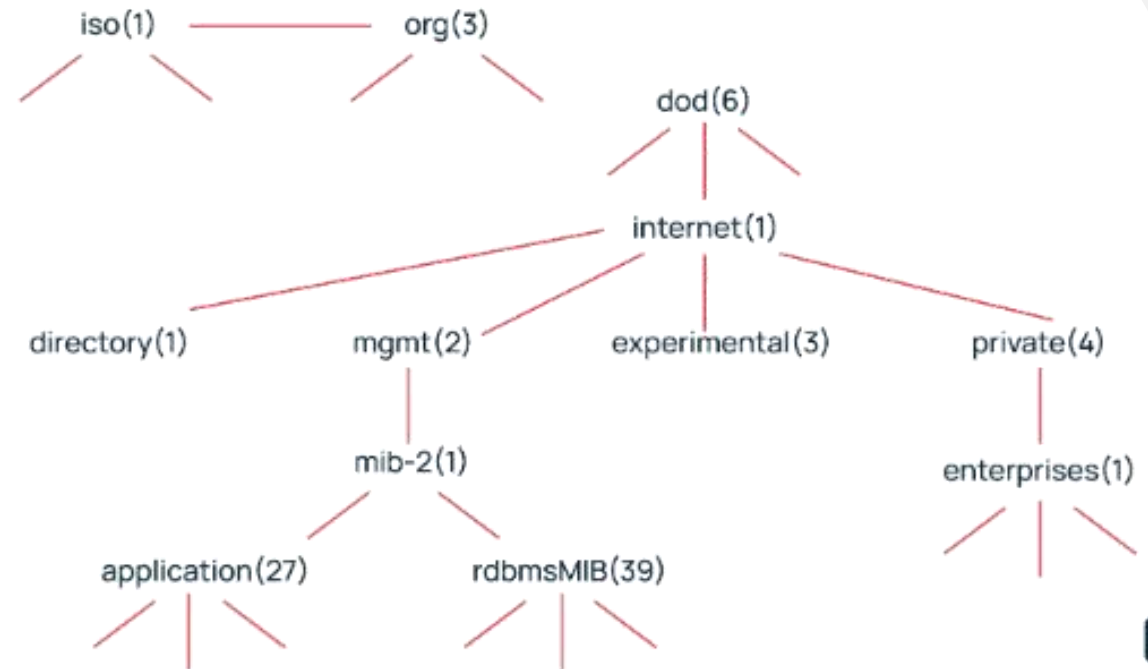 iso(1) org(3)
dod(6)
internet(1)
directory(1) mgmt(2) experimental(3) private(4)
mib-2(1) enterprises(1)
application(27) rdbmsMIB(39)